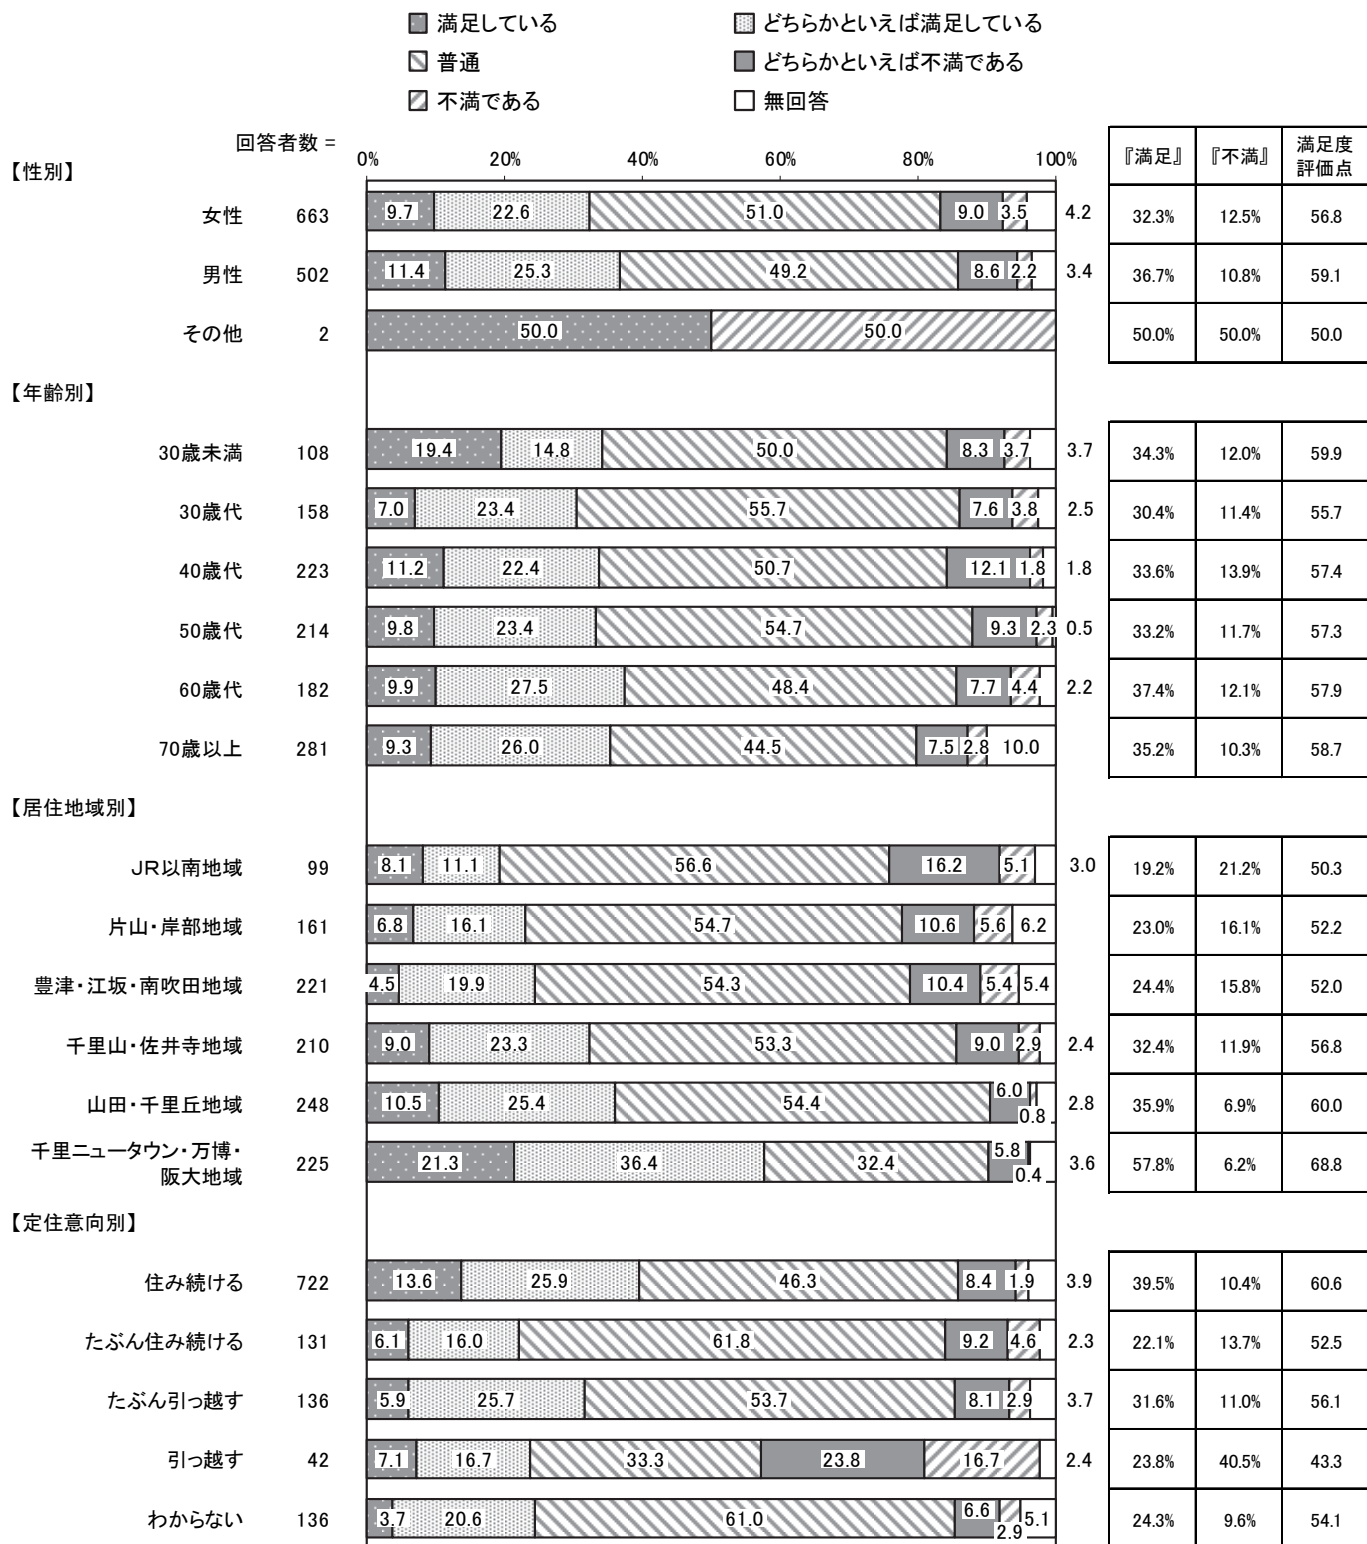 満足している どちらかといえば満足している
普通 どちらかといえば不満である
不満である 無回答
回答者数 = 0% 20% 40% 60% 80% 100% 『満足』 『不満』 満足度
評価点
【性別】
女性 663 9.7 22.6 51.0 9.0 3.5 4.2 32.3% 12.5% 56.8
男性 502 11.4 25.3 49.2 8.6 2.2 3.4 36.7% 10.8% 59.1
その他 2 50.0 50.0 50.0% 50.0% 50.0
【年齢別】
30歳未満 108 19.4 14.8 50.0 8.3 3.7 3.7 34.3% 12.0% 59.9
30歳代 158 7.0 23.4 55.7 7.6 3.8 2.5 30.4% 11.4% 55.7
40歳代 223 11.2 22.4 50.7 12.1 1.8 1.8 33.6% 13.9% 57.4
50歳代 214 9.8 23.4 54.7 9.3 2.3 0.5 33.2% 11.7% 57.3
60歳代 182 9.9 27.5 48.4 7.7 4.4 2.2 37.4% 12.1% 57.9
70歳以上 281 9.3 26.0 44.5 7.5 2.8 10.0 35.2% 10.3% 58.7
【居住地域別】
JR以南地域 99 8.1 11.1 56.6 16.2 5.1 3.0 19.2% 21.2% 50.3
片山・岸部地域 161 6.8 16.1 54.7 10.6 5.6 6.2 23.0% 16.1% 52.2
豊津・江坂・南吹田地域 221 4.5 19.9 54.3 10.4 5.4 5.4 24.4% 15.8% 52.0
千里山・佐井寺地域 210 9.0 23.3 53.3 9.0 2.9 2.4 32.4% 11.9% 56.8
山田・千里丘地域 248 10.5 25.4 54.4 6.0 0.8 2.8 35.9% 6.9% 60.0
千里ニュータウン・万博・
阪大地域 225 21.3 36.4 32.4 5.8 0.4 3.6 57.8% 6.2% 68.8
【定住意向別】
住み続ける 722 13.6 25.9 46.3 8.4 1.9 3.9 39.5% 10.4% 60.6
たぶん住み続ける 131 6.1 16.0 61.8 9.2 4.6 2.3 22.1% 13.7% 52.5
たぶん引っ越す 136 5.9 25.7 53.7 8.1 2.9 3.7 31.6% 11.0% 56.1
引っ越す 42 7.1 16.7 33.3 23.8 16.7 2.4 23.8% 40.5% 43.3
わからない 136 3.7 20.6 61.0 6.6 2.9 5.1 24.3% 9.6% 54.1